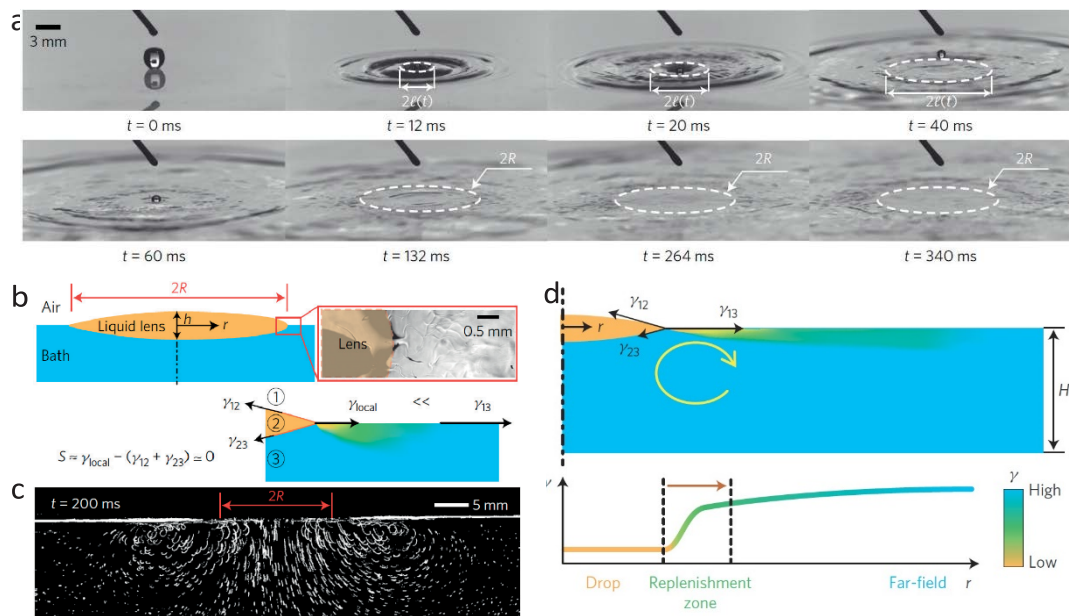 a
3 mm
2ℓ(t)
2ℓ(t)
2ℓ(t)
t = 0 ms
t = 12 ms
t = 20 ms
t = 40 ms
2R
2R
2R
t = 60 ms
t = 132 ms
t = 264 ms
t = 340 ms
b
2R
Air
h
Liquid lens
r
Bath
Lens
0.5 mm
γ12
①
γlocal
<<
γ13
②
γ23
③
S ≈ γlocal − (γ12 + γ23) ≃ 0
c
t = 200 ms
2R
5 mm
d
γ12
γ13
r
γ23
H
γ
High
Low
Drop
Replenishment
zone
Far-field
r